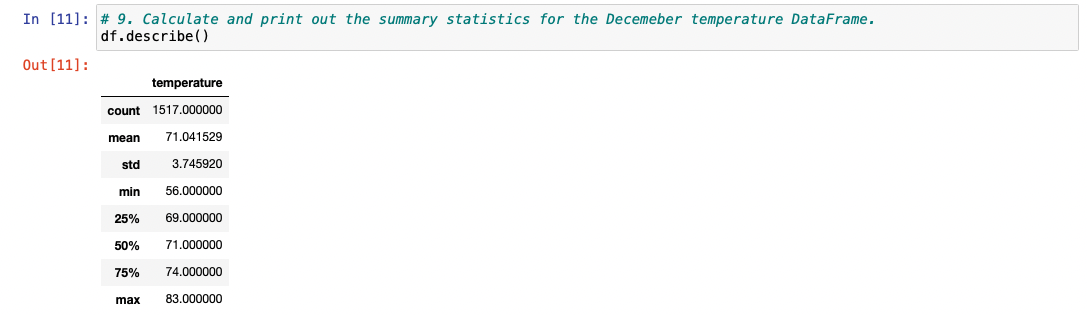 In [11]: # 9. Calculate and print out the summary statistics for the Decemeber temperature DataFrame.
df.describe()
Out[11]:
temperature
count 1517.000000
mean 71.041529
std 3.745920
min 56.000000
25% 69.000000
50% 71.000000
75% 74.000000
max 83.000000